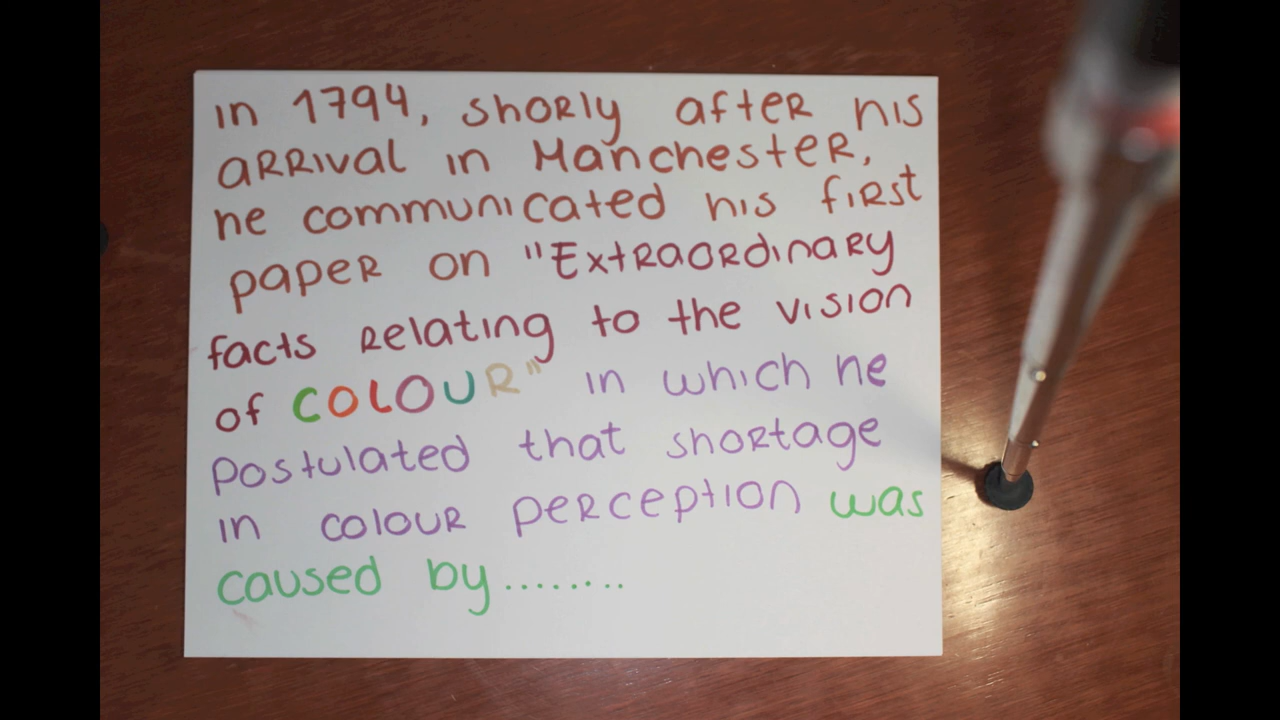 In 1794, shorly after his
arrival in Manchester,
he communicated his first
paper on "Extraordinary
facts relating to the vision
of COLOUR" in which he
postulated that shortage
in colour perception was
caused by........